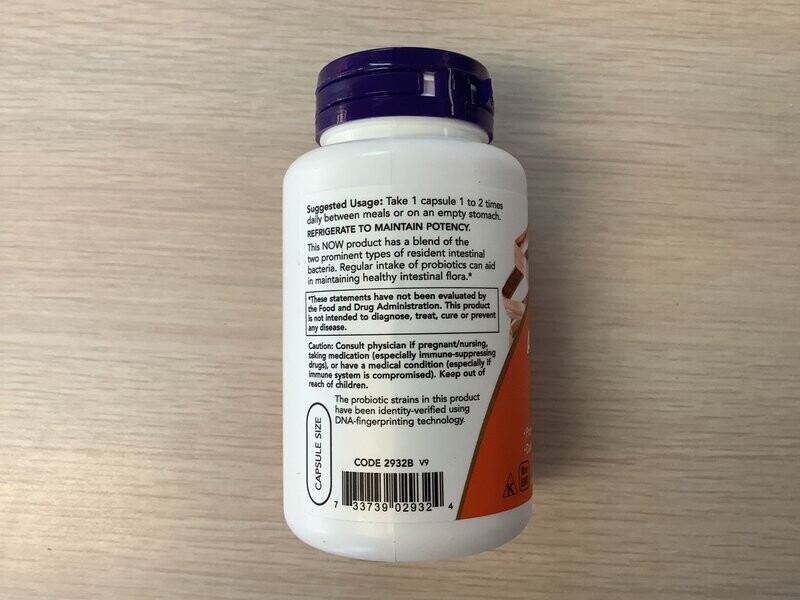 Suggested Usage: Take 1 capsule 1 to 2 times
daily between meals or on an empty stomach.
REFRIGERATE TO MAINTAIN POTENCY.
This NOW product has a blend of the
two prominent types of resident intestinal
bacteria. Regular intake of probiotics can aid
in maintaining healthy intestinal flora.*
*These statements have not been evaluated by
the Food and Drug Administration. This product
is not intended to diagnose, treat, cure or prevent
any disease.
Caution: Consult physician if pregnant/nursing,
taking medication (especially immune-suppressing
drugs), or have a medical condition (especially if
immune system is compromised). Keep out of
reach of children.
The probiotic strains in this product
have been identity-verified using
DNA-fingerprinting technology.
CAPSULE SIZE
CODE 2932B V9
7 33739 02932 4
K